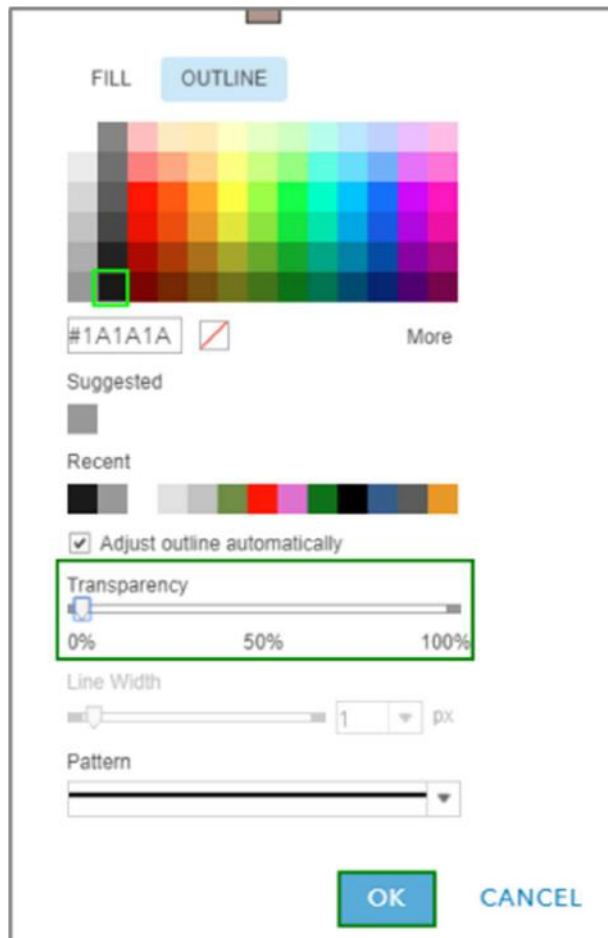 FILL OUTLINE
#1A1A1A More
Suggested
Recent
Adjust outline automatically
Transparency
0% 50% 100%
Line Width
1 px
Pattern
OK CANCEL